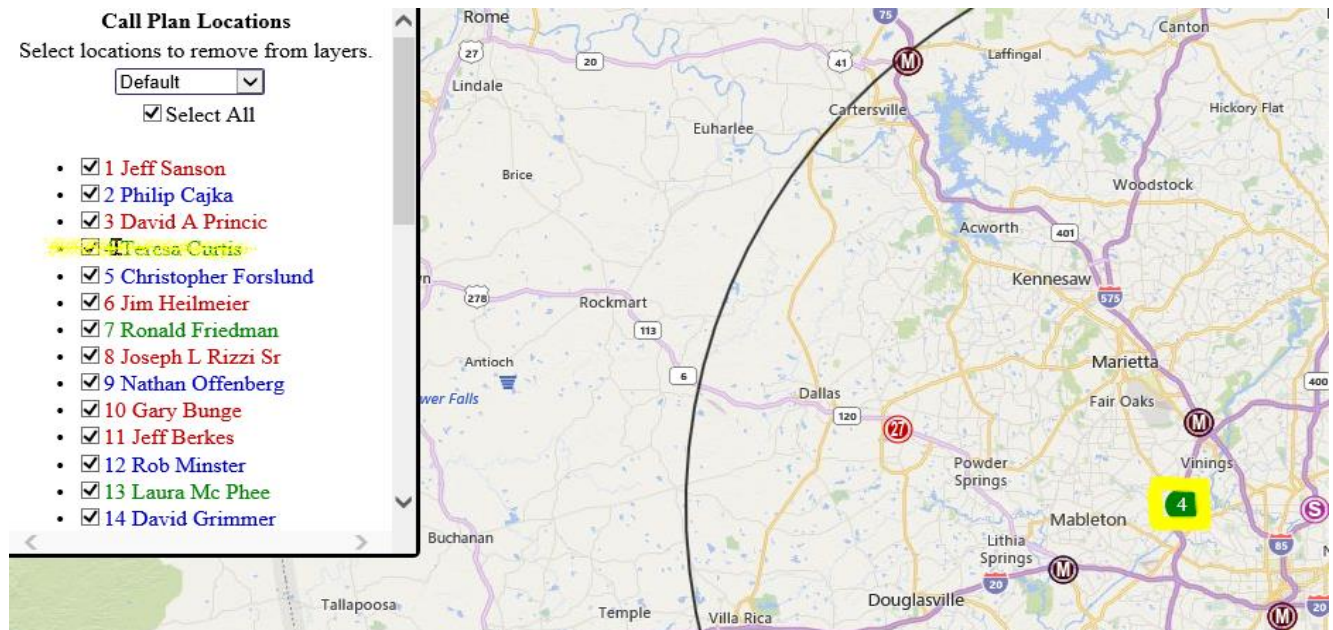 Call Plan Locations
Select locations to remove from layers.
Default
Select All
1 Jeff Sanson
2 Philip Cajka
3 David A Princic
4 Teresa Curtis
5 Christopher Forslund
6 Jim Heilmeier
7 Ronald Friedman
8 Joseph L Rizzi Sr
9 Nathan Offenberg
10 Gary Bunge
11 Jeff Berkes
12 Rob Minster
13 Laura Mc Phee
14 David Grimmer
Rome
75
Canton
27
20
41
M
Laffingal
Lindale
Cartersville
Hickory Flat
Euharlee
Brice
Woodstock
Acworth
401
Kennesaw
278
Rockmart
575
113
Antioch
Marietta
6
400
wer Falls
Dallas
Fair Oaks
120
27
M
Powder
Springs
Vinings
4
Mableton
S
Buchanan
Lithia
Springs
85
M
20
Douglasville
Tallapoosa
Temple
Villa Rica
M
20